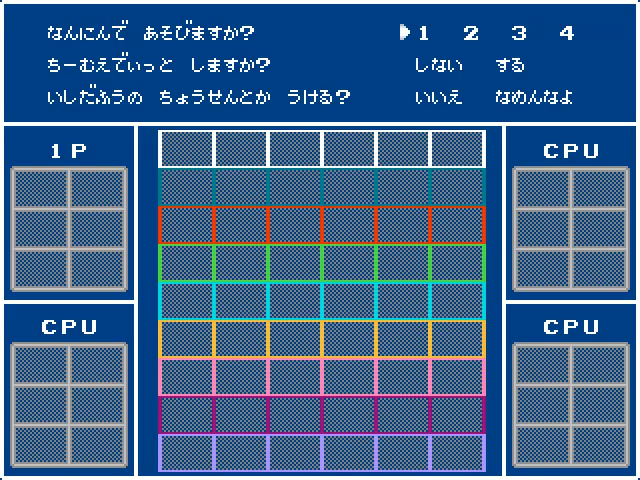 なんにんで あそびますか? 1 2 3 4
ちーむえでぃっと しますか? しない する
いしだふうの ちょうせんとか うける? いいえ なめんなよ
1P
CPU
CPU
CPU